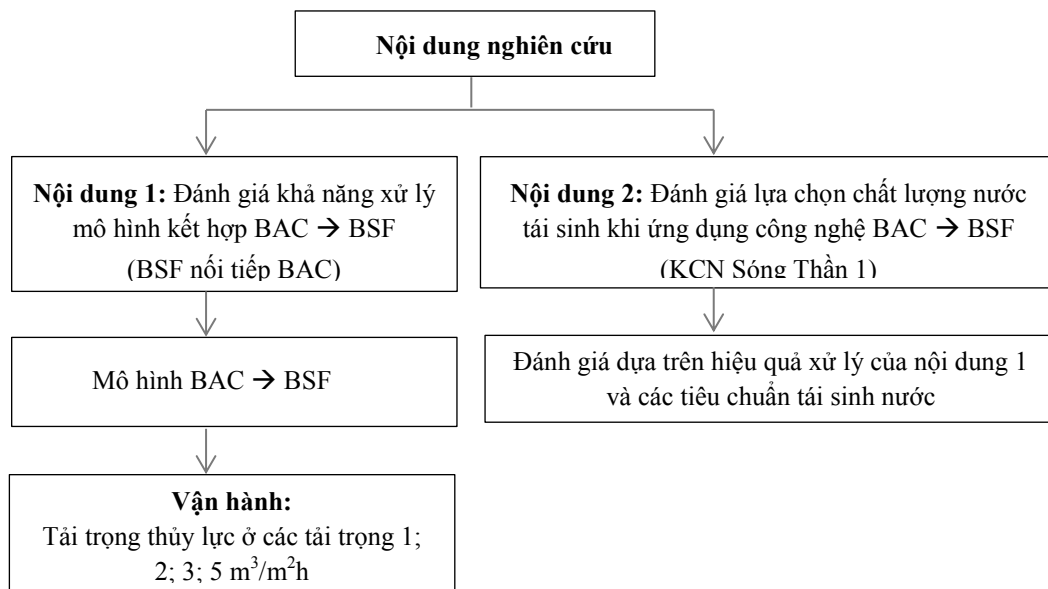 Nội dung nghiên cứu
Nội dung 1: Đánh giá khả năng xử lý
mô hình kết hợp BAC → BSF
(BSF nối tiếp BAC)
Nội dung 2: Đánh giá lựa chọn chất lượng nước
tái sinh khi ứng dụng công nghệ BAC → BSF
(KCN Sóng Thần 1)
Mô hình BAC → BSF
Đánh giá dựa trên hiệu quả xử lý của nội dung 1
và các tiêu chuẩn tái sinh nước
Vận hành:
Tải trọng thủy lực ở các tải trọng 1;
2; 3; 5 m³/m²h